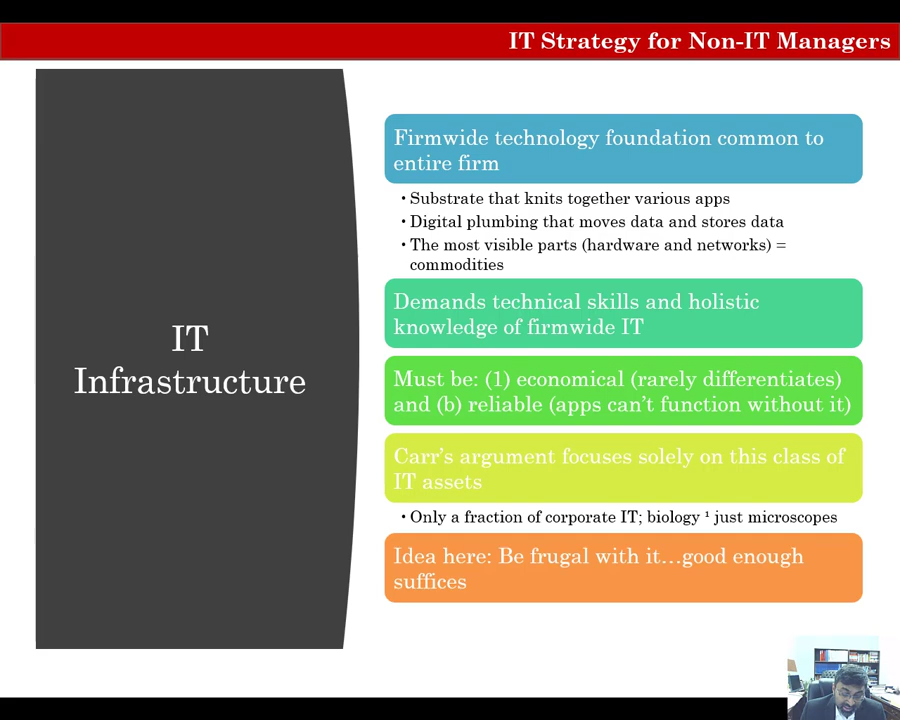 IT Strategy for Non-IT Managers
IT
Infrastructure
Firmwide technology foundation common to
entire firm
• Substrate that knits together various apps
• Digital plumbing that moves data and stores data
• The most visible parts (hardware and networks) =
commodities
Demands technical skills and holistic
knowledge of firmwide IT
Must be: (1) economical (rarely differentiates)
and (b) reliable (apps can't function without it)
Carr's argument focuses solely on this class of
IT assets
• Only a fraction of corporate IT; biology ¹ just microscopes
Idea here: Be frugal with it…good enough
suffices